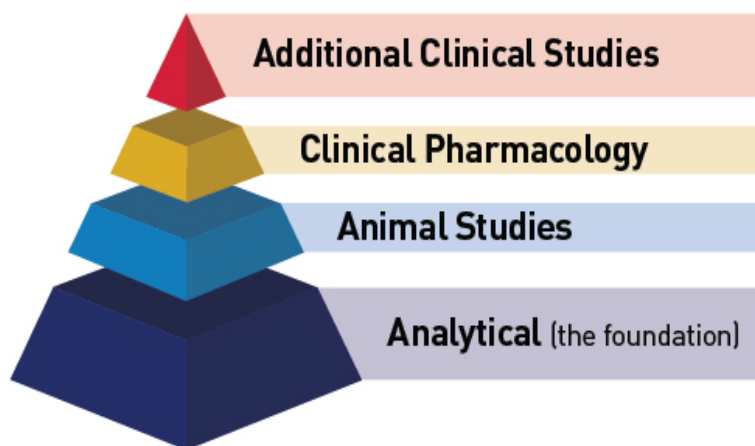 Additional Clinical Studies
Clinical Pharmacology
Animal Studies
Analytical (the foundation)